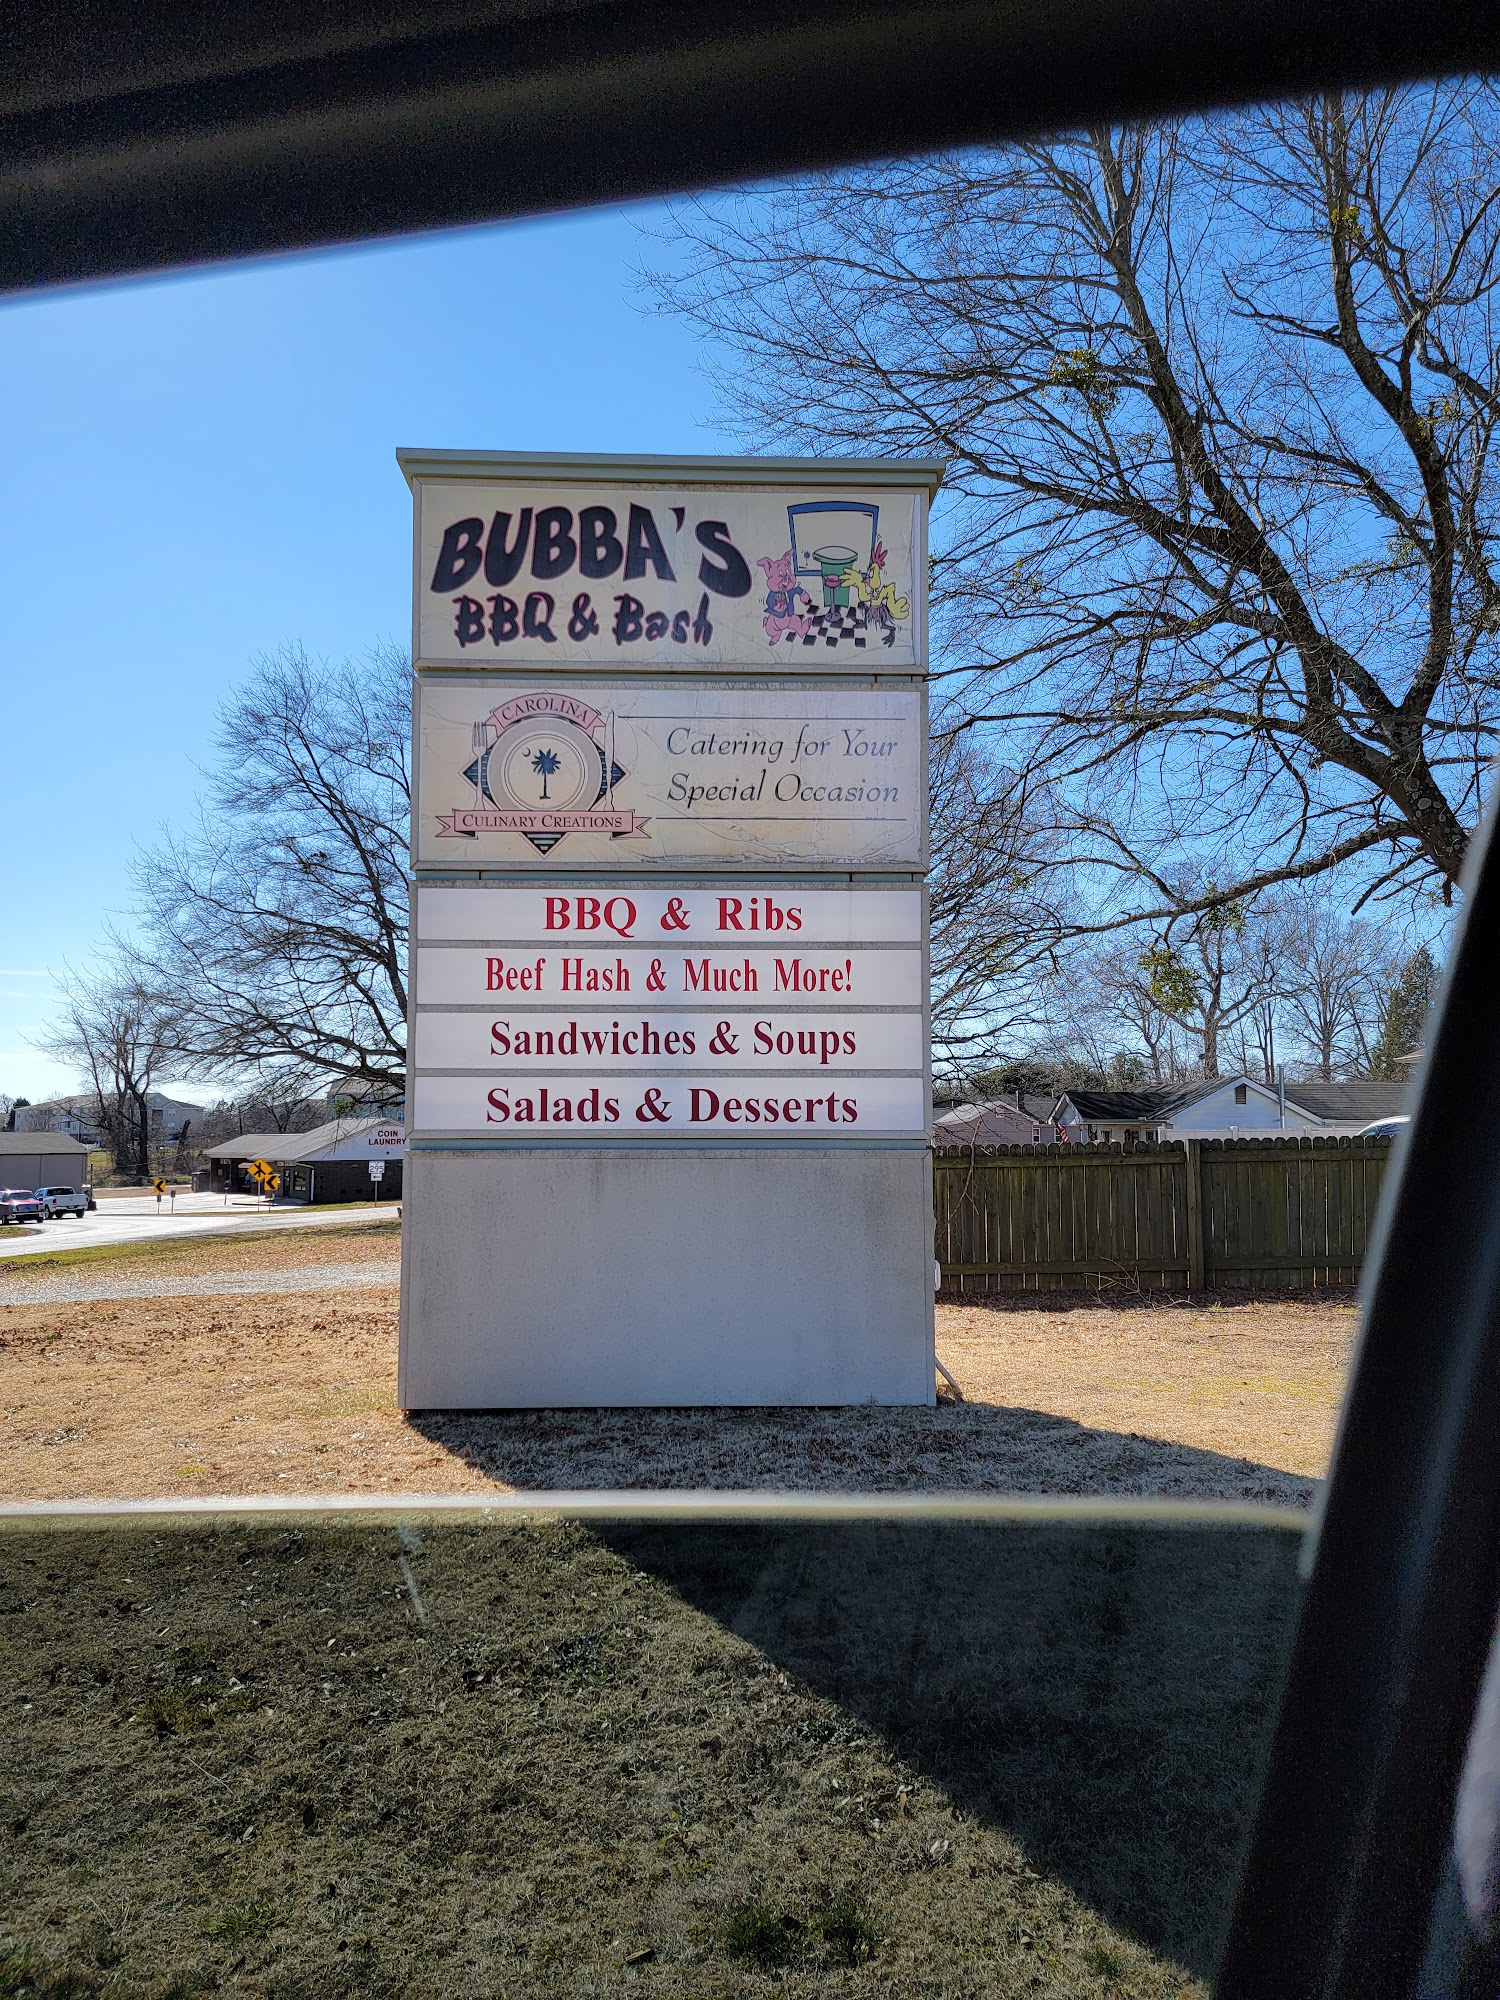 BUBBA'S
BBQ & Bash
CAROLINA
CULINARY CREATIONS
Catering for Your
Special Occasion
BBQ & Ribs
Beef Hash & Much More!
Sandwiches & Soups
Salads & Desserts
COIN
LAUNDRY
295